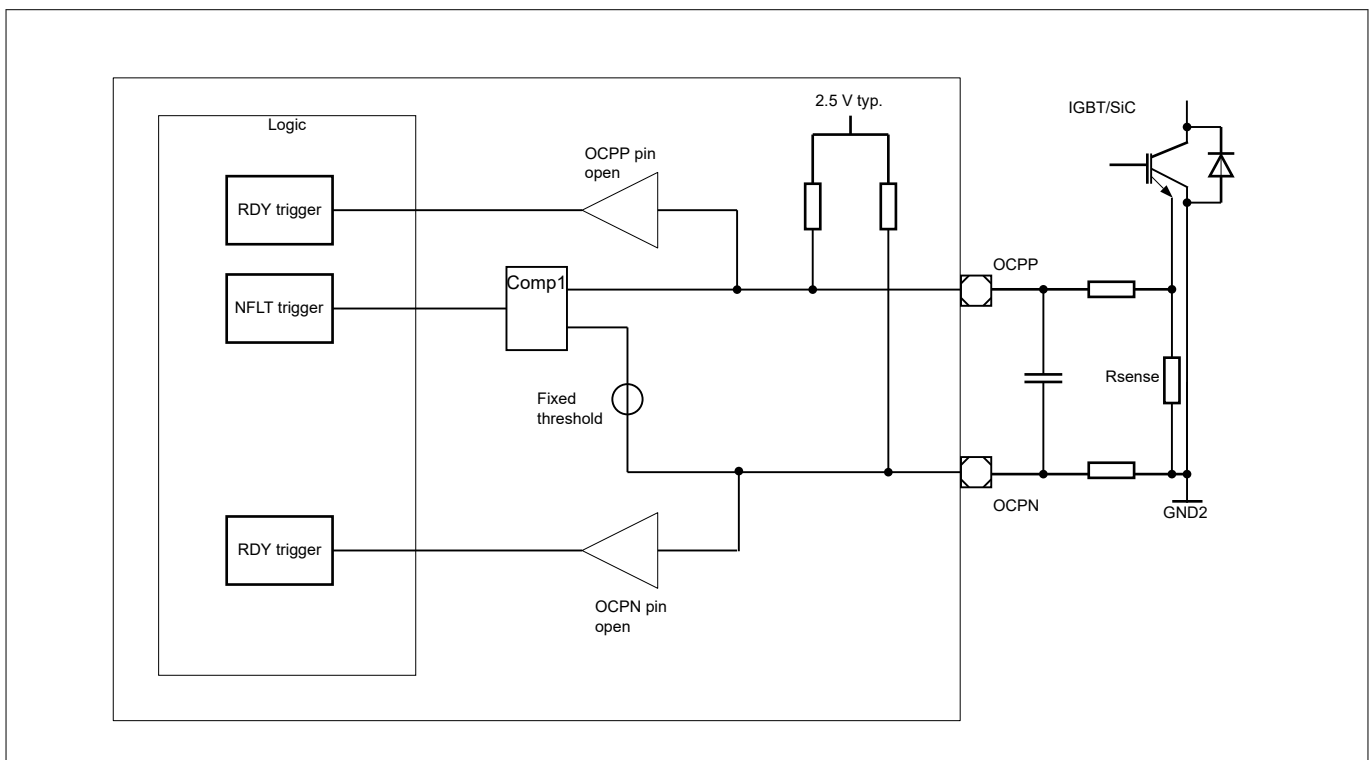 2.5 V typ.
IGBT/SiC
Logic
OCPP pin
open
RDY trigger
OCPP
Comp1
NFLT trigger
Rsense
Fixed
threshold
OCPN
GND2
RDY trigger
OCPN pin
open